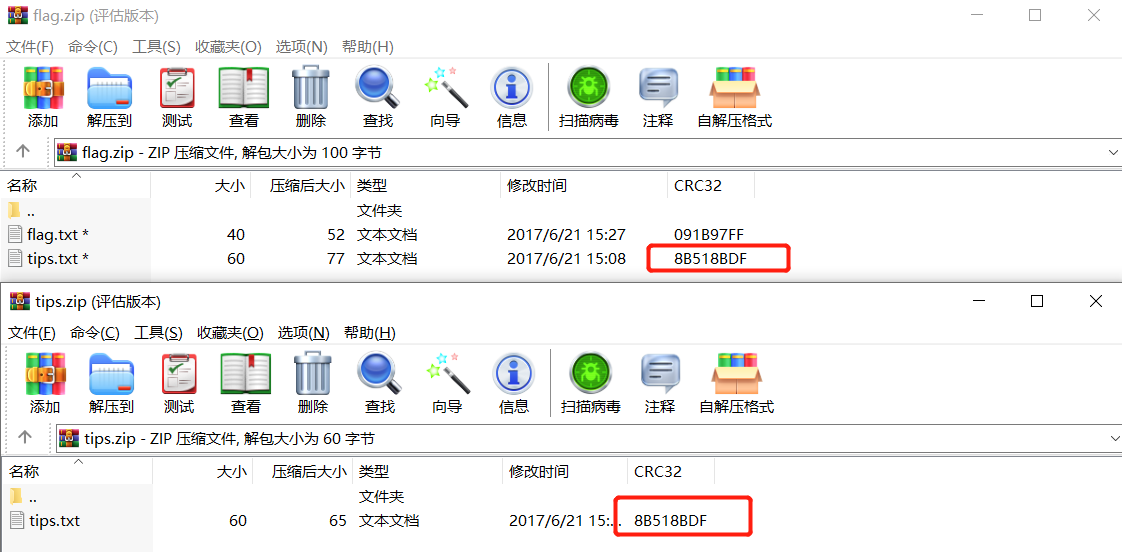 flag.zip (评估版本)
文件(F) 命令(C) 工具(S) 收藏夹(O) 选项(N) 帮助(H)
添加 解压到 测试 查看 删除 查找 向导 信息 扫描病毒 注释 自解压格式
flag.zip - ZIP 压缩文件, 解包大小为 100 字节
名称 大小 压缩后大小 类型 修改时间 CRC32
.. 文件夹
flag.txt * 40 52 文本文档 2017/6/21 15:27 091B97FF
tips.txt * 60 77 文本文档 2017/6/21 15:08 8B518BDF
tips.zip (评估版本)
文件(F) 命令(C) 工具(S) 收藏夹(O) 选项(N) 帮助(H)
添加 解压到 测试 查看 删除 查找 向导 信息 扫描病毒 注释 自解压格式
tips.zip - ZIP 压缩文件, 解包大小为 60 字节
名称 大小 压缩后大小 类型 修改时间 CRC32
.. 文件夹
tips.txt 60 65 文本文档 2017/6/21 15:... 8B518BDF